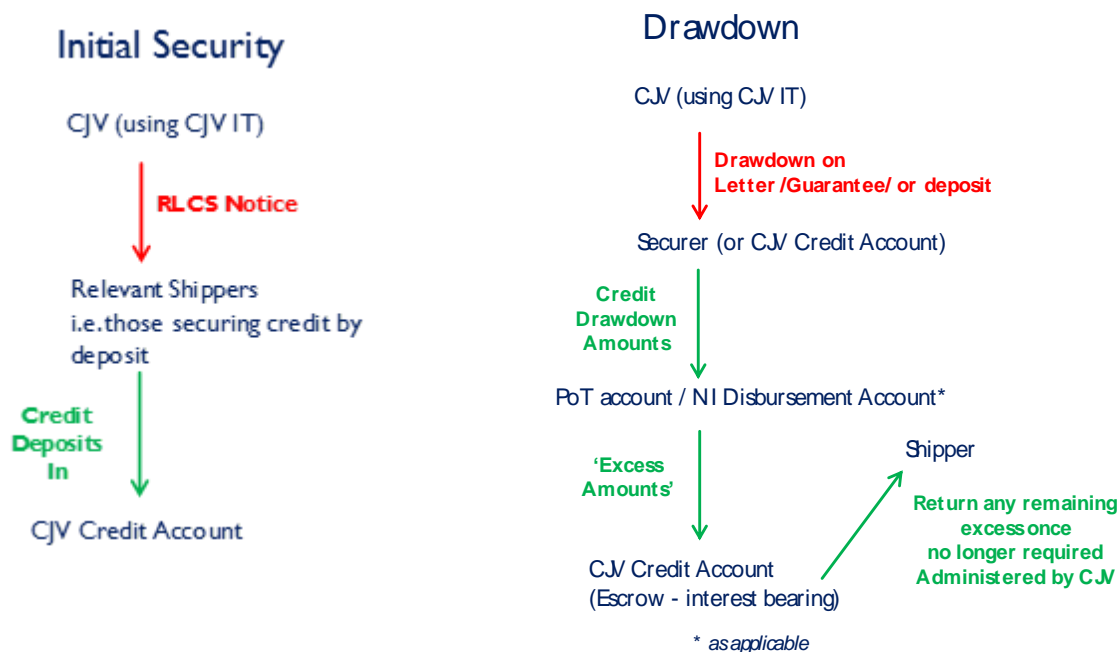 Initial Security
CJV (using CJV IT)
RLCS Notice
Relevant Shippers
i.e. those securing credit by
deposit
Credit
Deposits
In
CJV Credit Account
Drawdown
CJV (using CJV IT)
Drawdown on
Letter /Guarantee/ or deposit
Securer (or CJV Credit Account)
Credit
Drawdown
Amounts
PoT account / NI Disbursement Account*
'Excess
Amounts'
Shipper
Return any remaining
excess once
no longer required
Administered by CJV
CJV Credit Account
(Escrow - interest bearing)
* as applicable